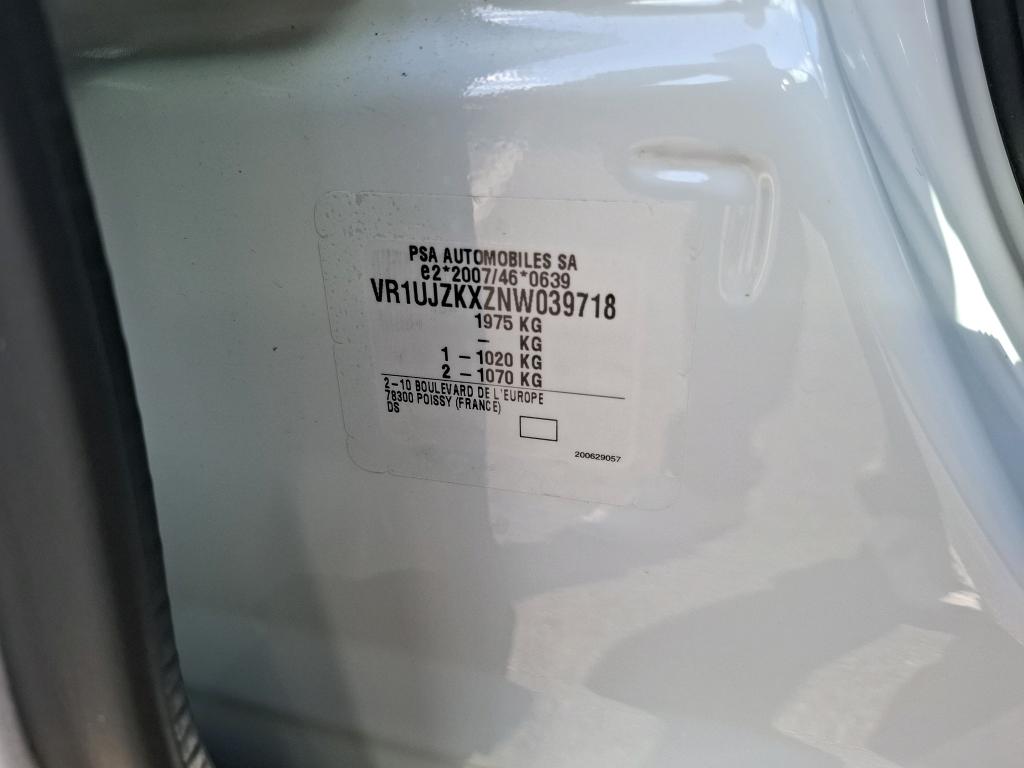 PSA AUTOMOBILES SA
e2*2007/46*0639
VR1UJZKXZNW039718
1975 KG
– KG
1 – 1020 KG
2 – 1070 KG
2–10 BOULEVARD DE L'EUROPE
78300 POISSY (FRANCE)
DS
200629057